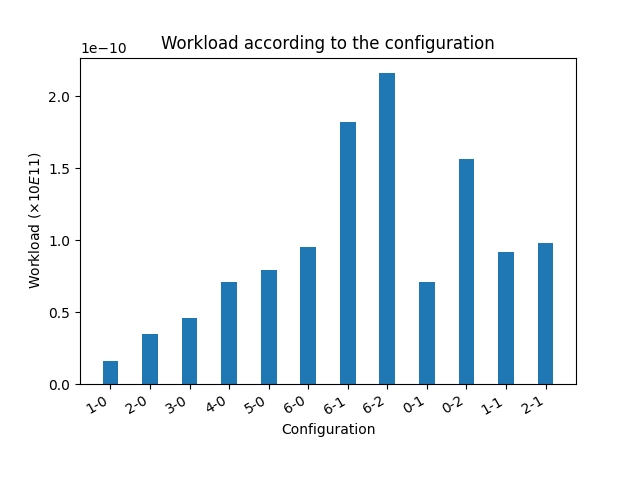 1e−10
Workload according to the configuration
2.0
1.5
1.0
0.5
0.0
Workload (×10E11)
1-0 2-0 3-0 4-0 5-0 6-0 6-1 6-2 0-1 0-2 1-1 2-1
Configuration